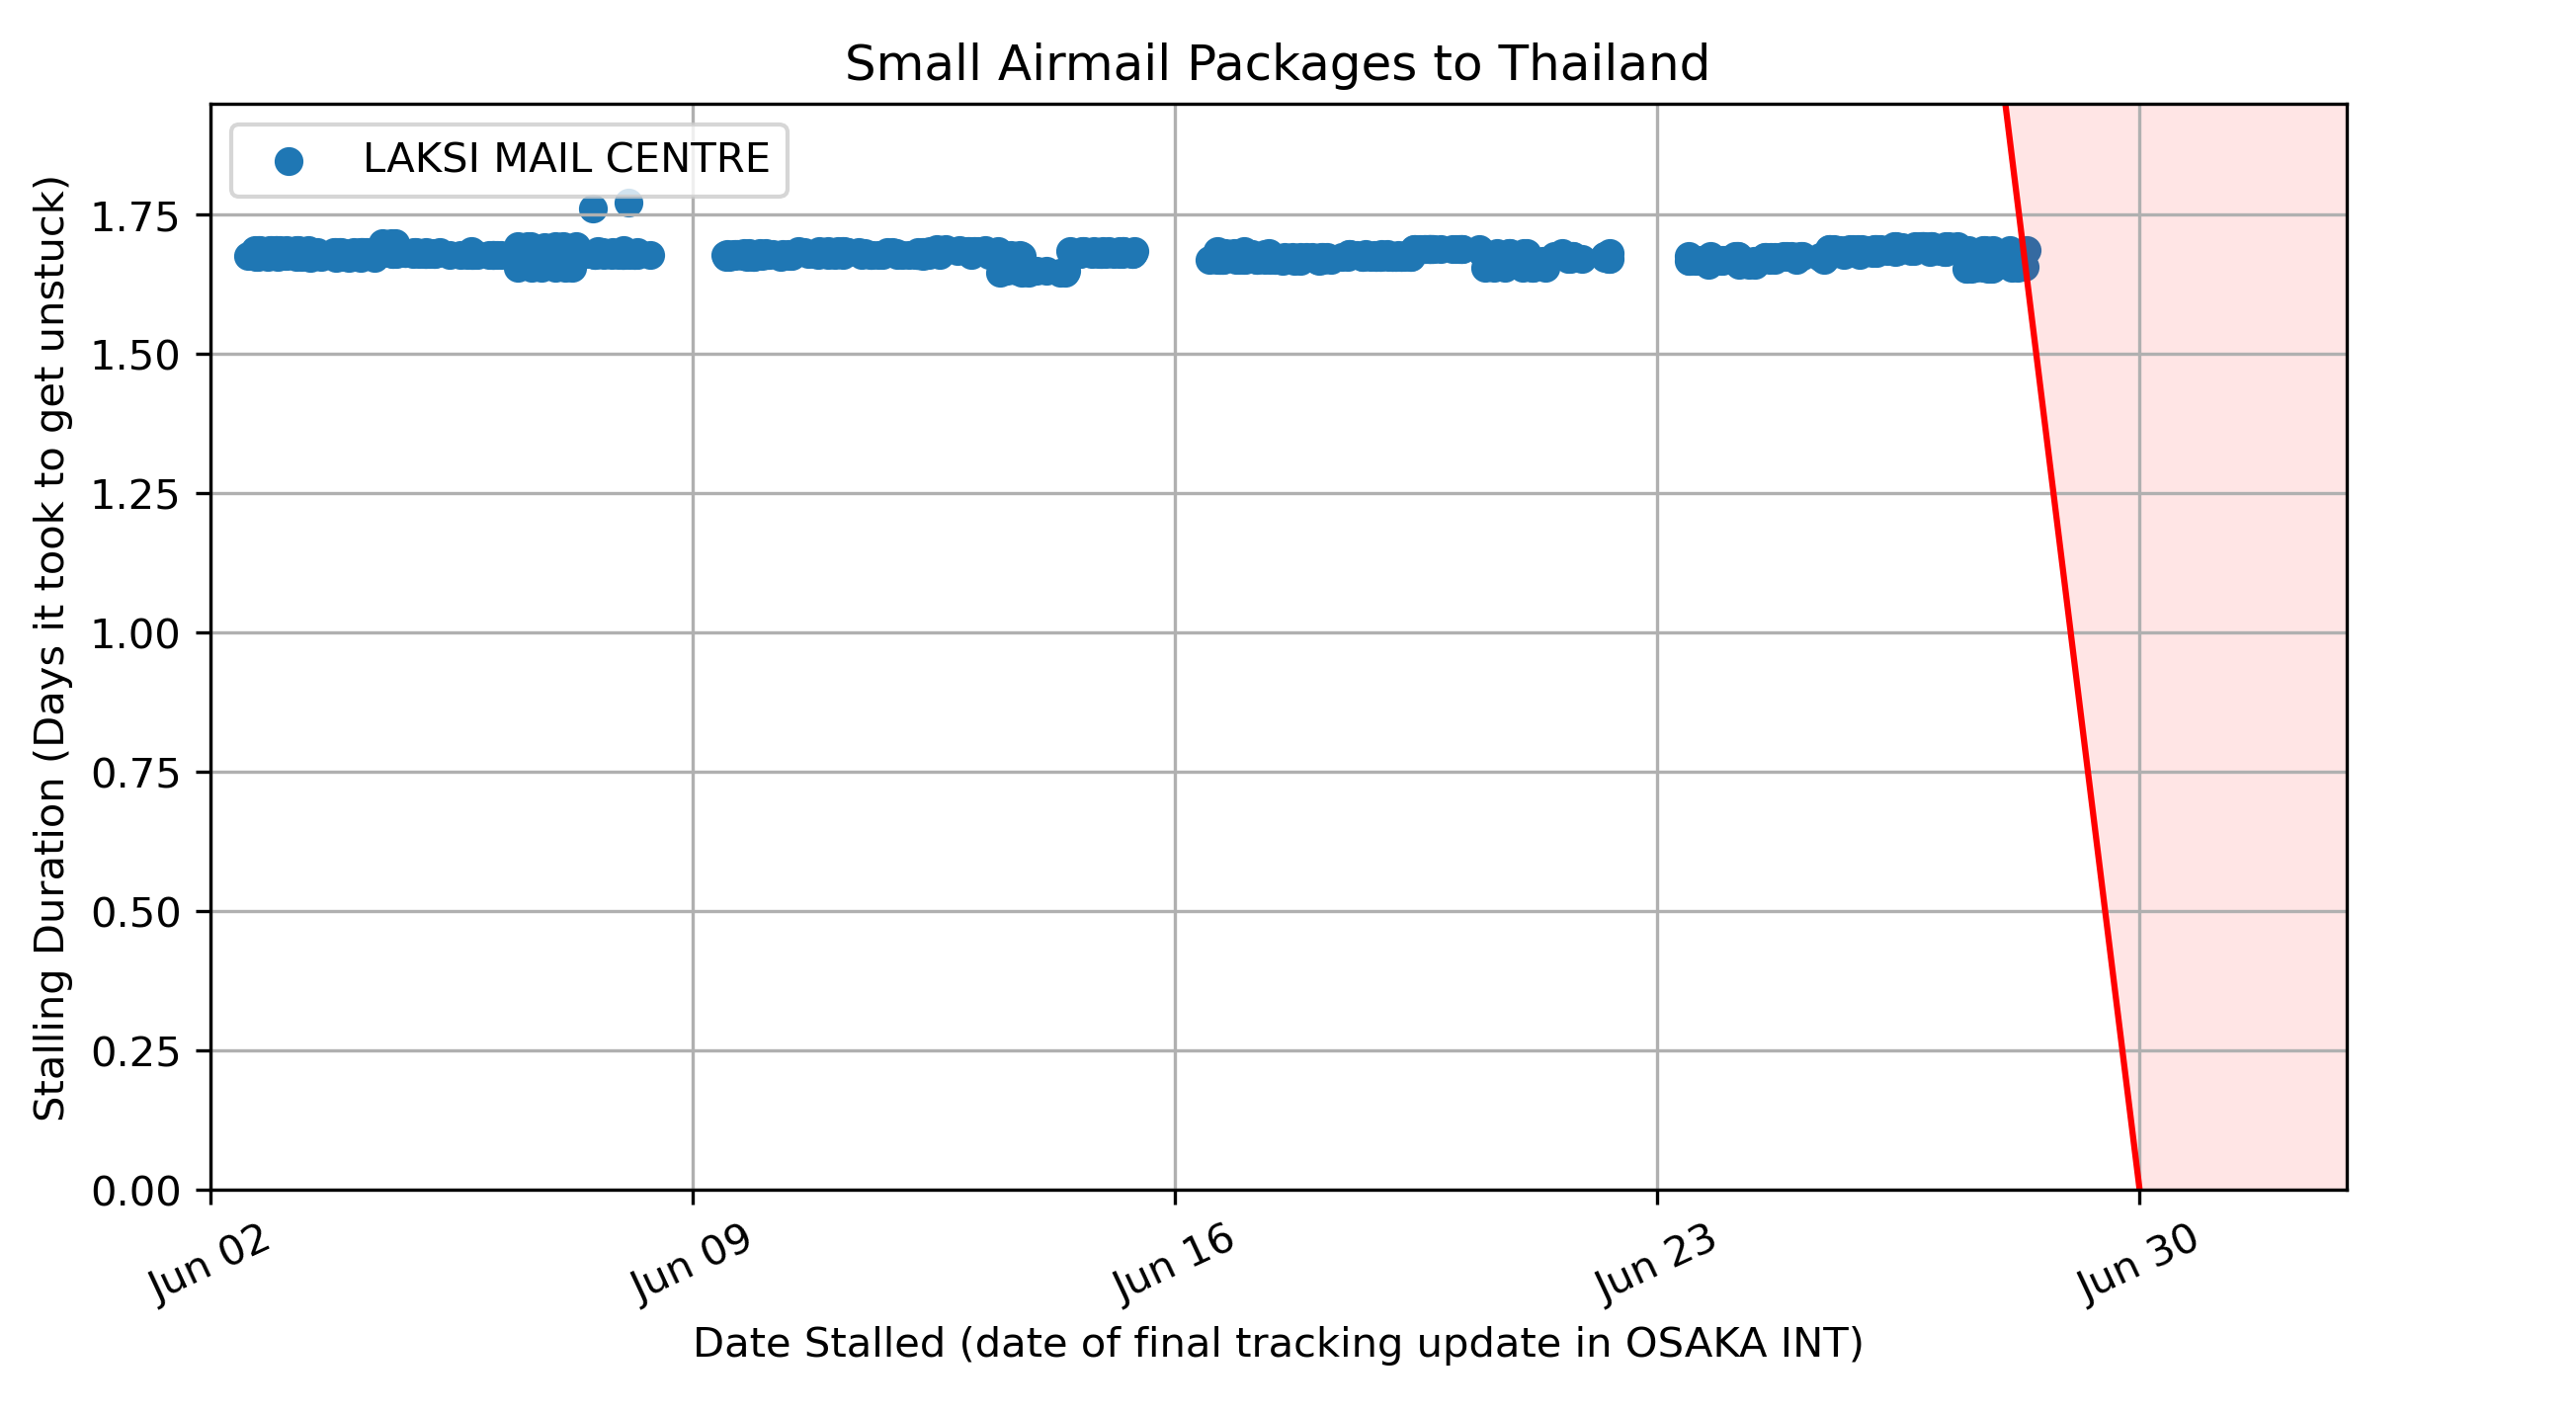 Small Airmail Packages to Thailand
LAKSI MAIL CENTRE
Stalling Duration (Days it took to get unstuck)
1.75
1.50
1.25
1.00
0.75
0.50
0.25
0.00
Jun 02
Jun 09
Jun 16
Jun 23
Jun 30
Date Stalled (date of final tracking update in OSAKA INT)